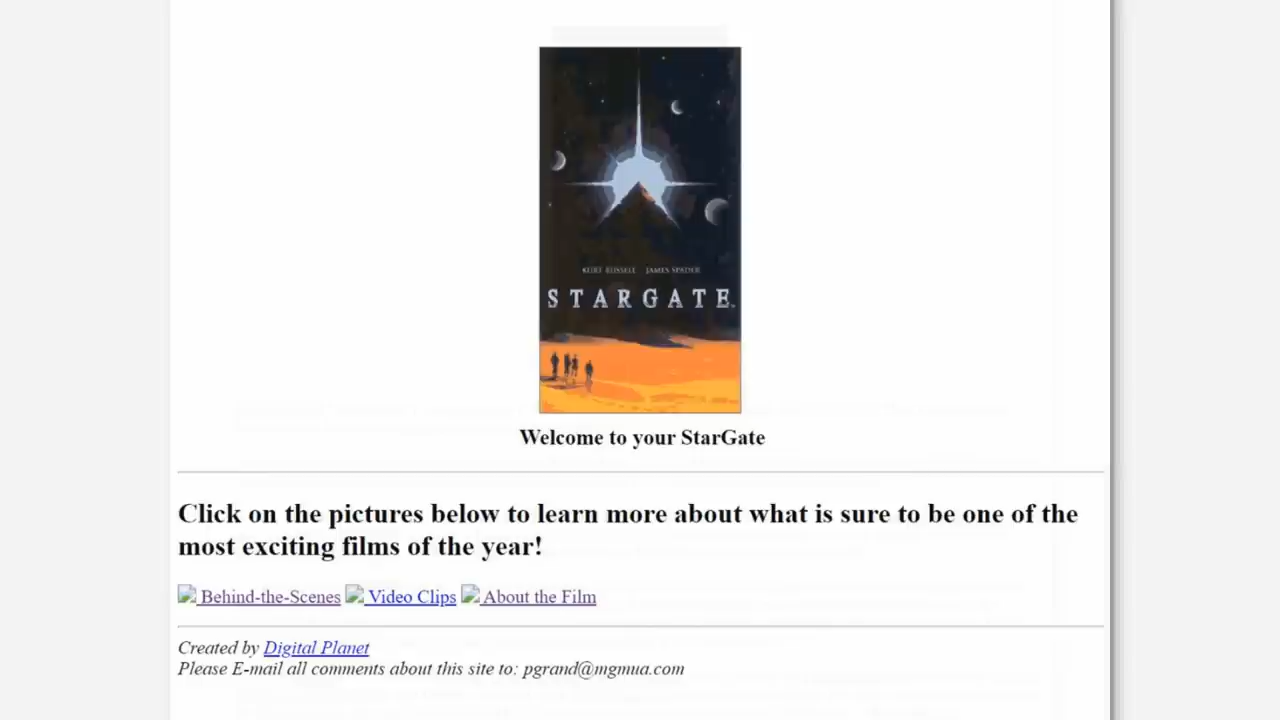 KURT RUSSELL JAMES SPADER
STARGATE
Welcome to your StarGate
Click on the pictures below to learn more about what is sure to be one of the
most exciting films of the year!
Behind-the-Scenes Video Clips About the Film
Created by Digital Planet
Please E-mail all comments about this site to: pgrand@mgmua.com